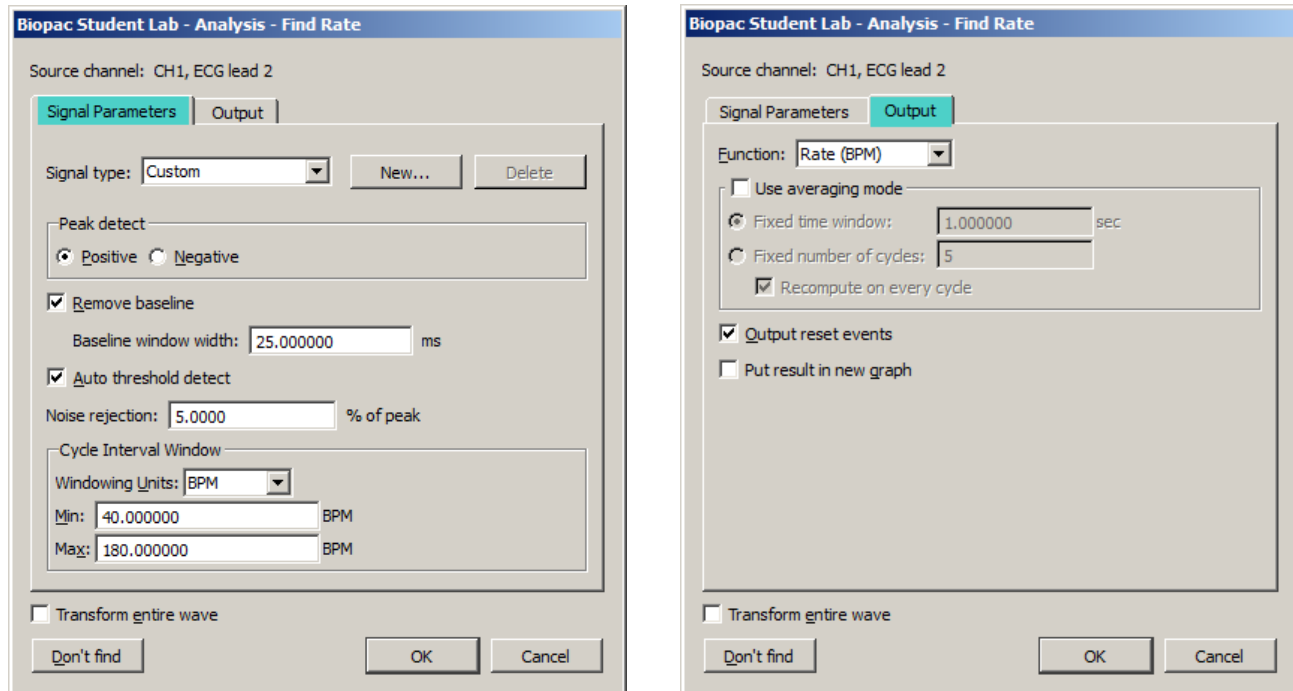 Biopac Student Lab - Analysis - Find Rate
Source channel: CH1, ECG lead 2
Signal Parameters Output
Signal type: Custom New... Delete
Peak detect
Positive Negative
Remove baseline
Baseline window width: 25.000000 ms
Auto threshold detect
Noise rejection: 5.0000 % of peak
Cycle Interval Window
Windowing Units: BPM
Min: 40.000000 BPM
Max: 180.000000 BPM
Transform entire wave
Don't find OK Cancel
Biopac Student Lab - Analysis - Find Rate
Source channel: CH1, ECG lead 2
Signal Parameters Output
Function: Rate (BPM)
Use averaging mode
Fixed time window: 1.000000 sec
Fixed number of cycles: 5
Recompute on every cycle
Output reset events
Put result in new graph
Transform entire wave
Don't find OK Cancel